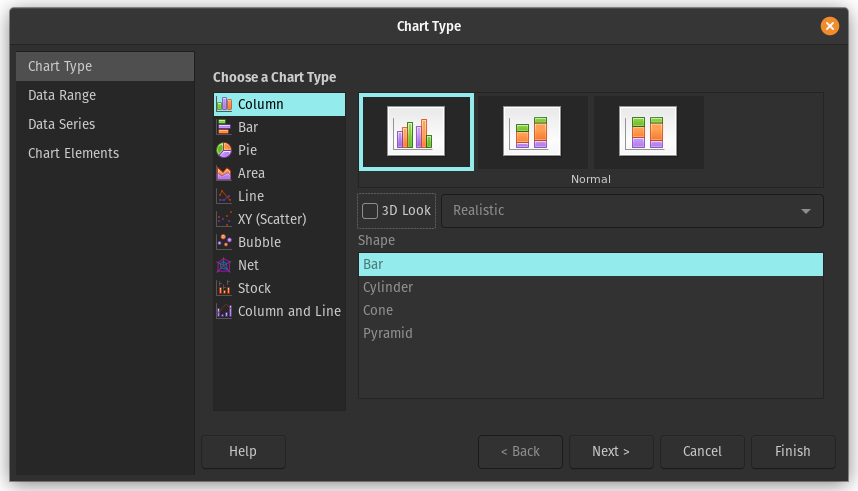 Chart Type
Chart Type
Data Range
Data Series
Chart Elements
Choose a Chart Type
Column
Bar
Pie
Area
Line
XY (Scatter)
Bubble
Net
Stock
Column and Line
Normal
3D Look
Realistic
Shape
Bar
Cylinder
Cone
Pyramid
Help
< Back
Next >
Cancel
Finish